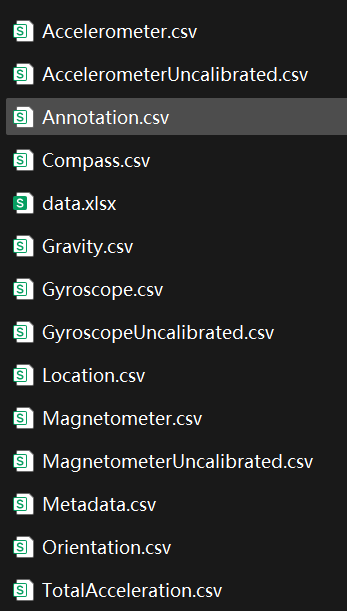 Accelerometer.csv
AccelerometerUncalibrated.csv
Annotation.csv
Compass.csv
data.xlsx
Gravity.csv
Gyroscope.csv
GyroscopeUncalibrated.csv
Location.csv
Magnetometer.csv
MagnetometerUncalibrated.csv
Metadata.csv
Orientation.csv
TotalAcceleration.csv